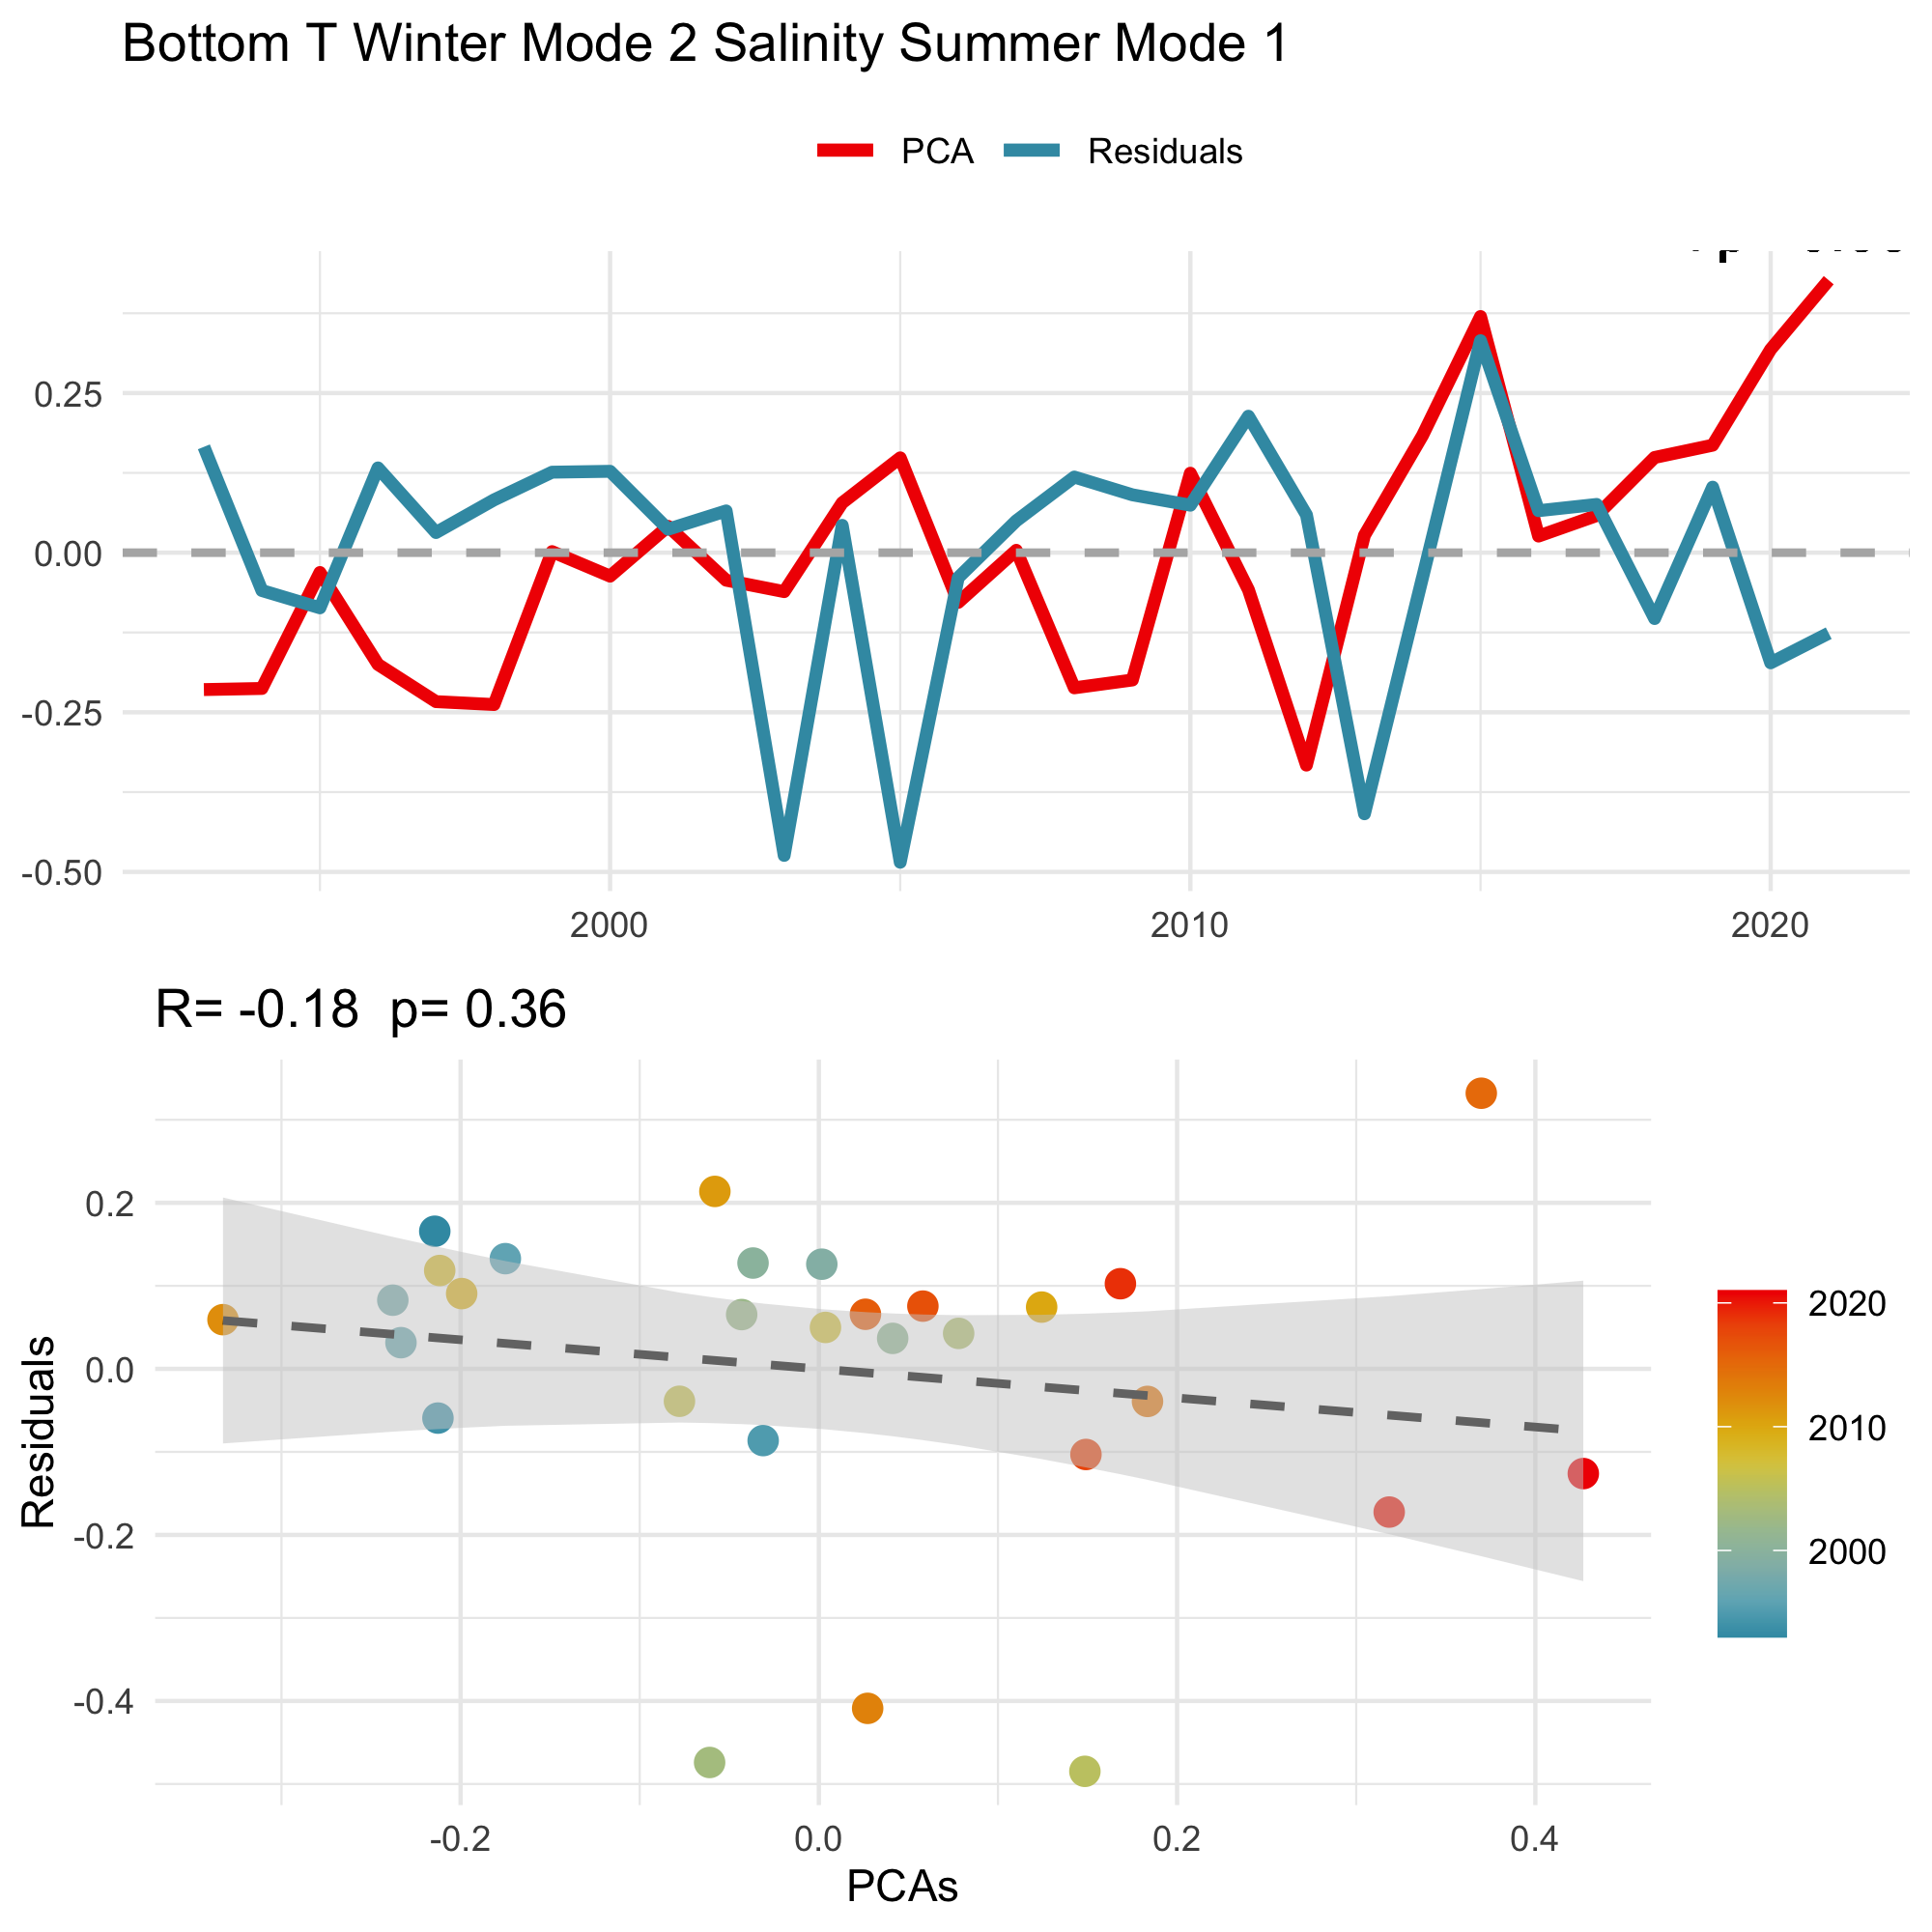 Bottom T Winter Mode 2 Salinity Summer Mode 1
PCA Residuals
0.25
0.00
-0.25
-0.50
2000 2010 2020
R= -0.18 p= 0.36
Residuals
0.2
0.0
-0.2
-0.4
-0.2 0.0 0.2 0.4
PCAs
2020
2010
2000